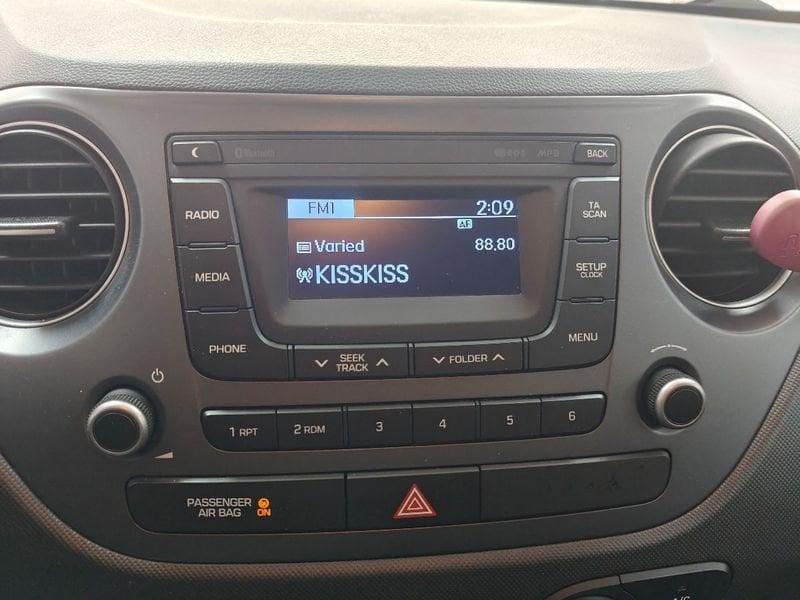 Bluetooth
RDS MP3
BACK
RADIO
MEDIA
PHONE
FM1 2:09
AF
Varied 88.80
KISSKISS
TA
SCAN
SETUP
CLOCK
MENU
SEEK
TRACK
FOLDER
1 RPT 2 RDM 3 4 5 6
PASSENGER
AIR BAG ON